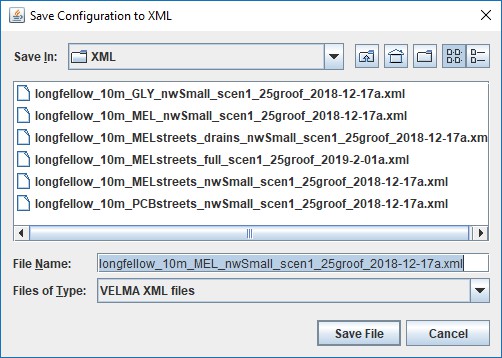 Save Configuration to XML
Save In: XML
longfellow_10m_GLY_nwSmall_scen1_25groof_2018-12-17a.xml
longfellow_10m_MEL_nwSmall_scen1_25groof_2018-12-17a.xml
longfellow_10m_MELstreets_drains_nwSmall_scen1_25groof_2018-12-17a.xm
longfellow_10m_MELstreets_full_scen1_25groof_2019-2-01a.xml
longfellow_10m_MELstreets_nwSmall_scen1_25groof_2018-12-17a.xml
longfellow_10m_PCBstreets_nwSmall_scen1_25groof_2018-12-17a.xml
File Name: longfellow_10m_MEL_nwSmall_scen1_25groof_2018-12-17a.xml
Files of Type: VELMA XML files
Save File Cancel